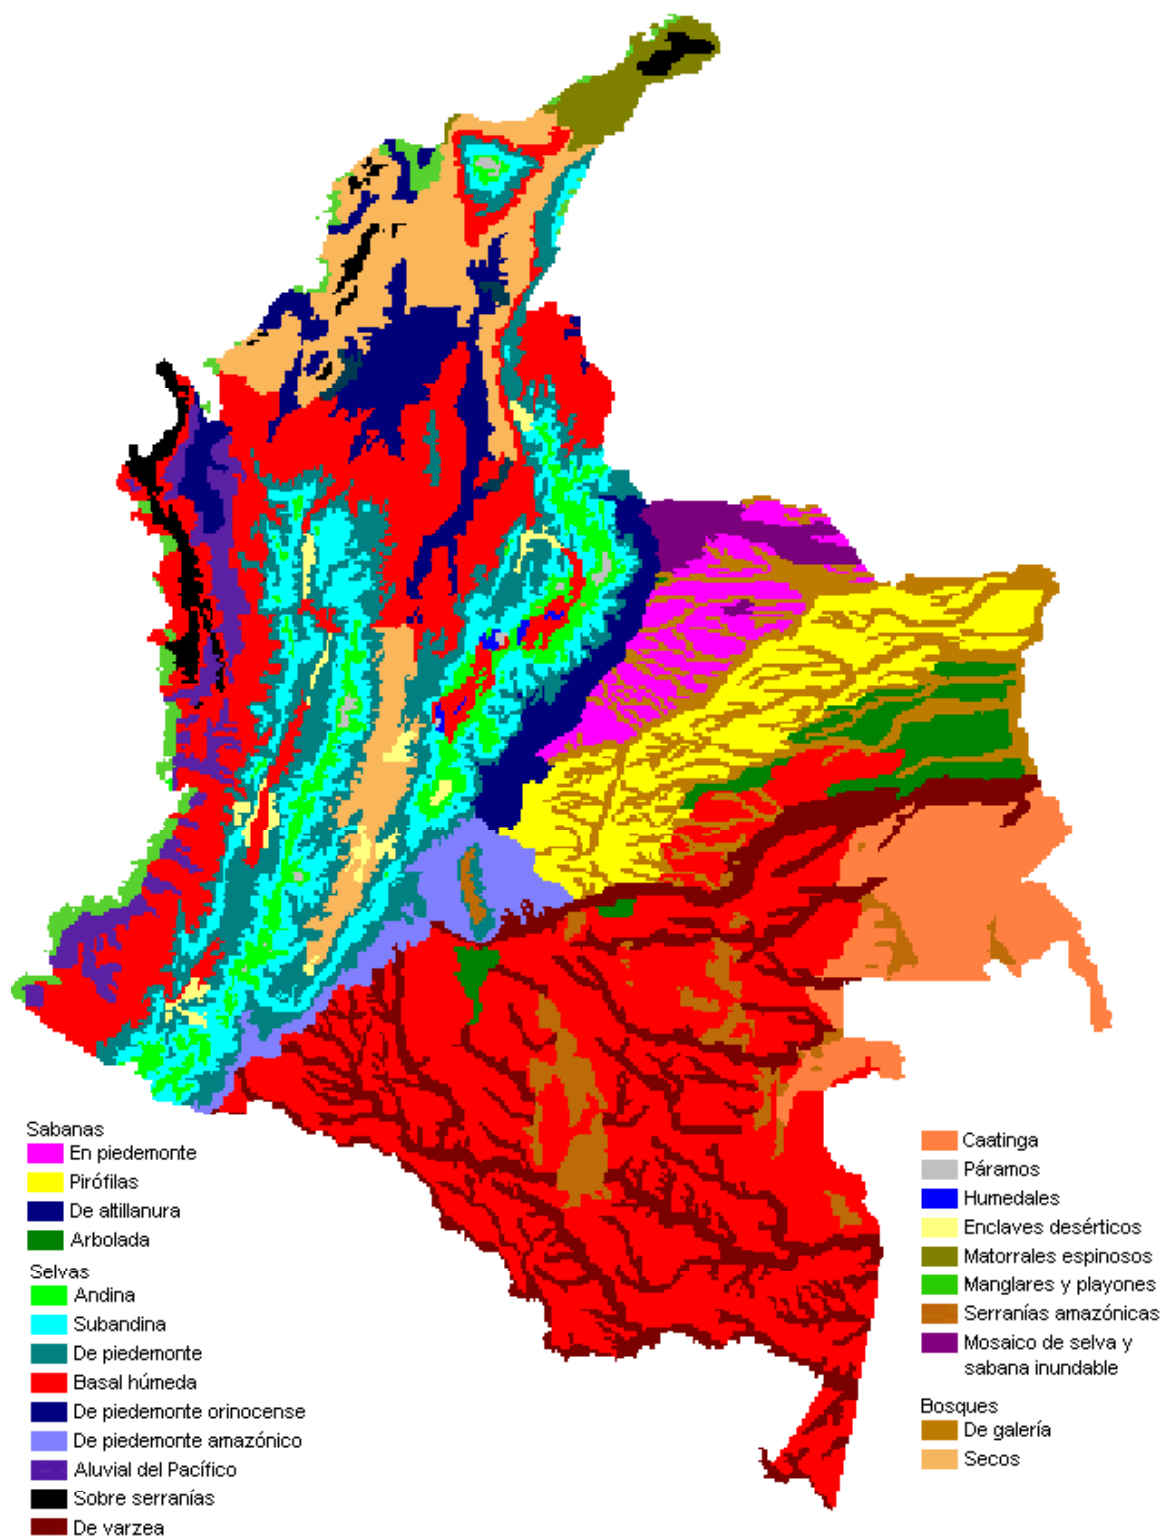 Sabanas
En piedemonte
Pirófilas
De altillanura
Arbolada
Selvas
Andina
Subandina
De piedemonte
Basal húmeda
De piedemonte orinocense
De piedemonte amazónico
Aluvial del Pacífico
Sobre serranías
De varzea
Caatinga
Páramos
Humedales
Enclaves desérticos
Matorrales espinosos
Manglares y playones
Serranías amazónicas
Mosaico de selva y
sabana inundable
Bosques
De galería
Secos